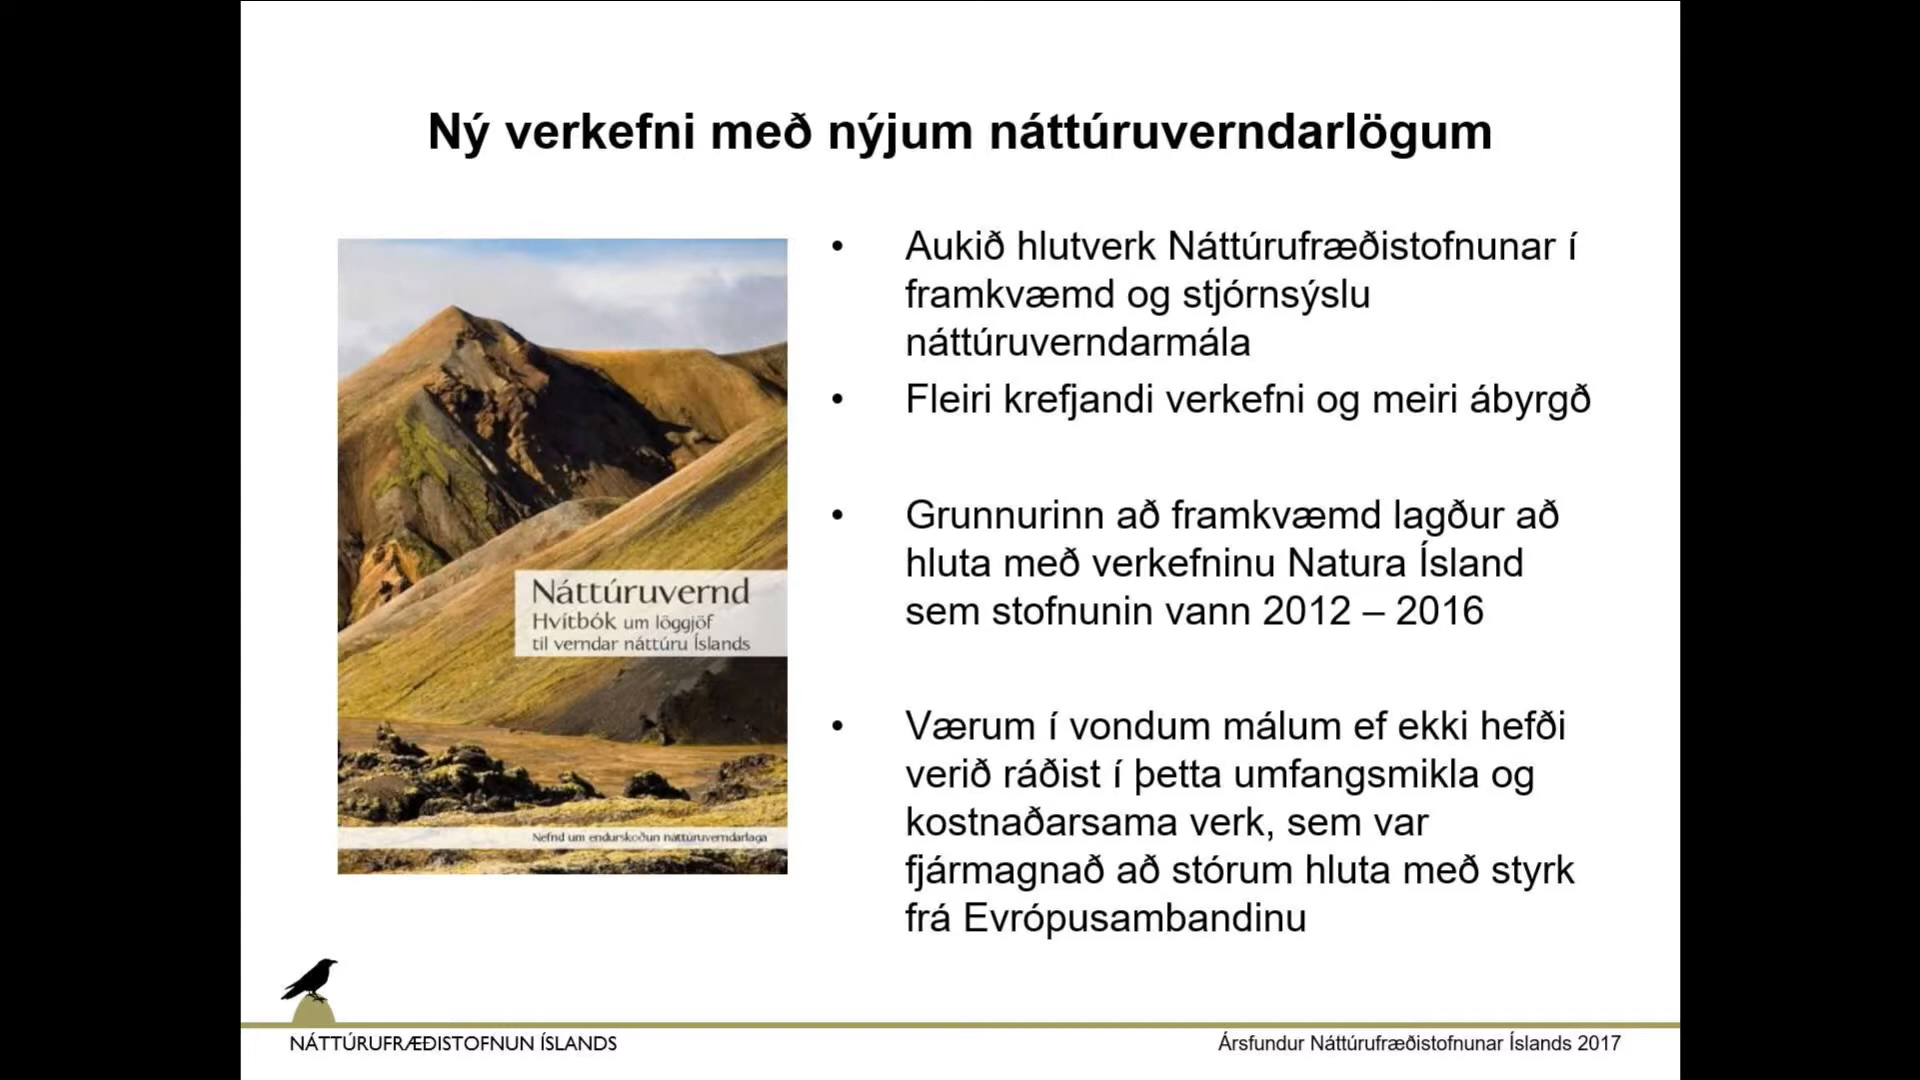 Ný verkefni með nýjum náttúruverndarlögum
Náttúruvernd
Hvítbók um löggjöf
til verndar náttúru Íslands
Nefnd um endurskoðun náttúruverndarlaga
• Aukið hlutverk Náttúrufræðistofnunar í
framkvæmd og stjórnsýslu
náttúruverndarmála
• Fleiri krefjandi verkefni og meiri ábyrgð
• Grunnurinn að framkvæmd lagður að
hluta með verkefninu Natura Ísland
sem stofnunin vann 2012 – 2016
• Værum í vondum málum ef ekki hefði
verið ráðist í þetta umfangsmikla og
kostnaðarsama verk, sem var
fjármagnað að stórum hluta með styrk
frá Evrópusambandinu
NÁTTÚRUFRÆÐISTOFNUN ÍSLANDS
Ársfundur Náttúrufræðistofnunar Íslands 2017